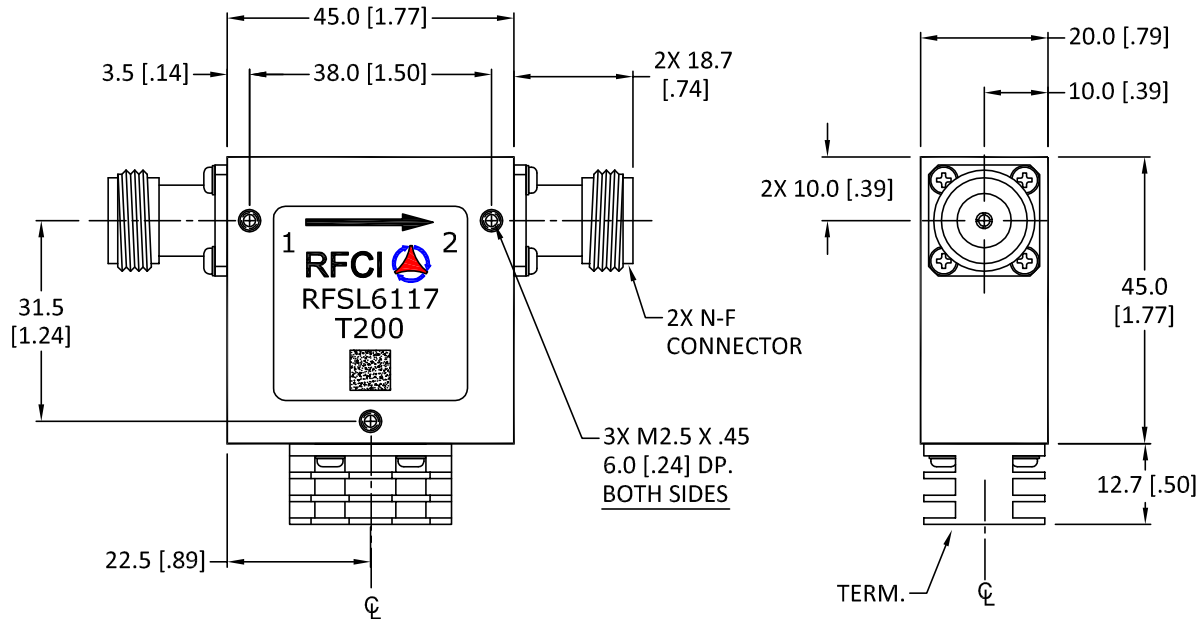 45.0 [1.77]
3.5 [.14]
38.0 [1.50]
2X 18.7
[.74]
20.0 [.79]
10.0 [.39]
2X 10.0 [.39]
1
2
RFCI
RFSL6117
T200
31.5
[1.24]
2X N-F
CONNECTOR
45.0
[1.77]
3X M2.5 X .45
6.0 [.24] DP.
BOTH SIDES
12.7 [.50]
22.5 [.89]
TERM.
℄
℄